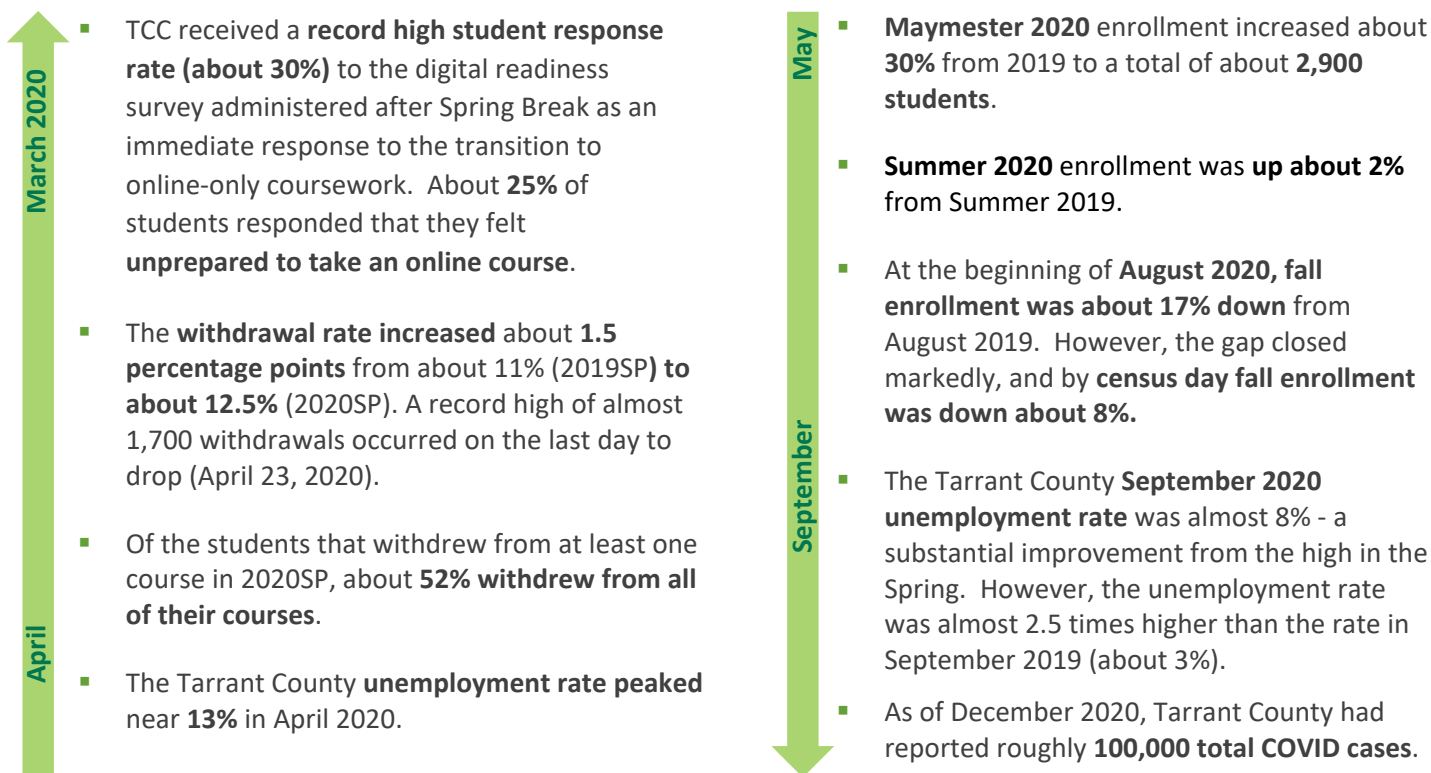 March 2020
▪ TCC received a record high student response
rate (about 30%) to the digital readiness
survey administered after Spring Break as an
immediate response to the transition to
online-only coursework.  About 25% of
students responded that they felt
unprepared to take an online course.
▪ The withdrawal rate increased about 1.5
percentage points from about 11% (2019SP) to
about 12.5% (2020SP). A record high of almost
1,700 withdrawals occurred on the last day to
drop (April 23, 2020).
▪ Of the students that withdrew from at least one
course in 2020SP, about 52% withdrew from all
of their courses.
April
▪ The Tarrant County unemployment rate peaked
near 13% in April 2020.
May
▪ Maymester 2020 enrollment increased about
30% from 2019 to a total of about 2,900
students.
▪ Summer 2020 enrollment was up about 2%
from Summer 2019.
▪ At the beginning of August 2020, fall
enrollment was about 17% down from
August 2019.  However, the gap closed
markedly, and by census day fall enrollment
was down about 8%.
September
▪ The Tarrant County September 2020
unemployment rate was almost 8% - a
substantial improvement from the high in the
Spring.  However, the unemployment rate
was almost 2.5 times higher than the rate in
September 2019 (about 3%).
▪ As of December 2020, Tarrant County had
reported roughly 100,000 total COVID cases.